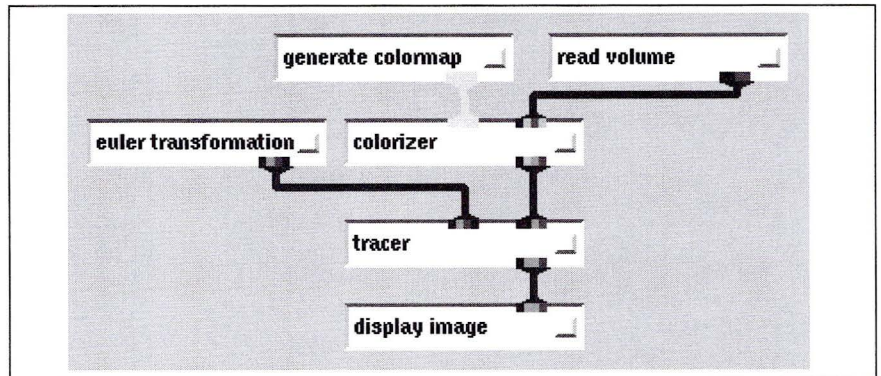 generate colormap
read volume
euler transformation
colorizer
tracer
display image